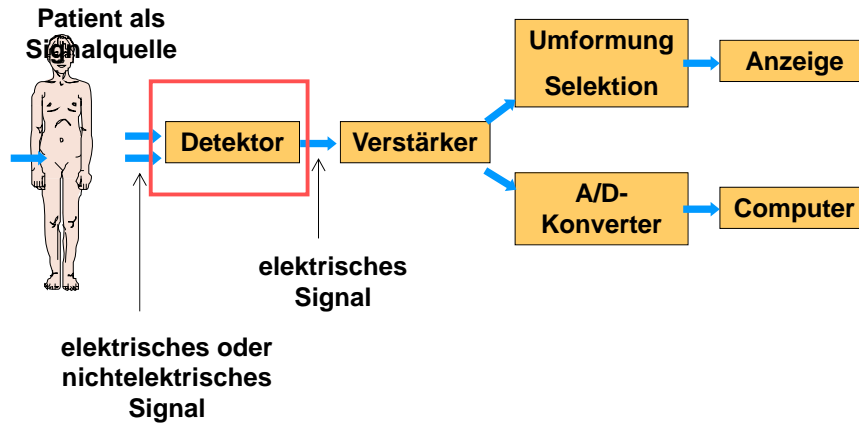 Patient als
Signalquelle
Detektor
Verstärker
Umformung
Selektion
Anzeige
A/D-
Konverter
Computer
elektrisches
Signal
elektrisches oder
nichtelektrisches
Signal